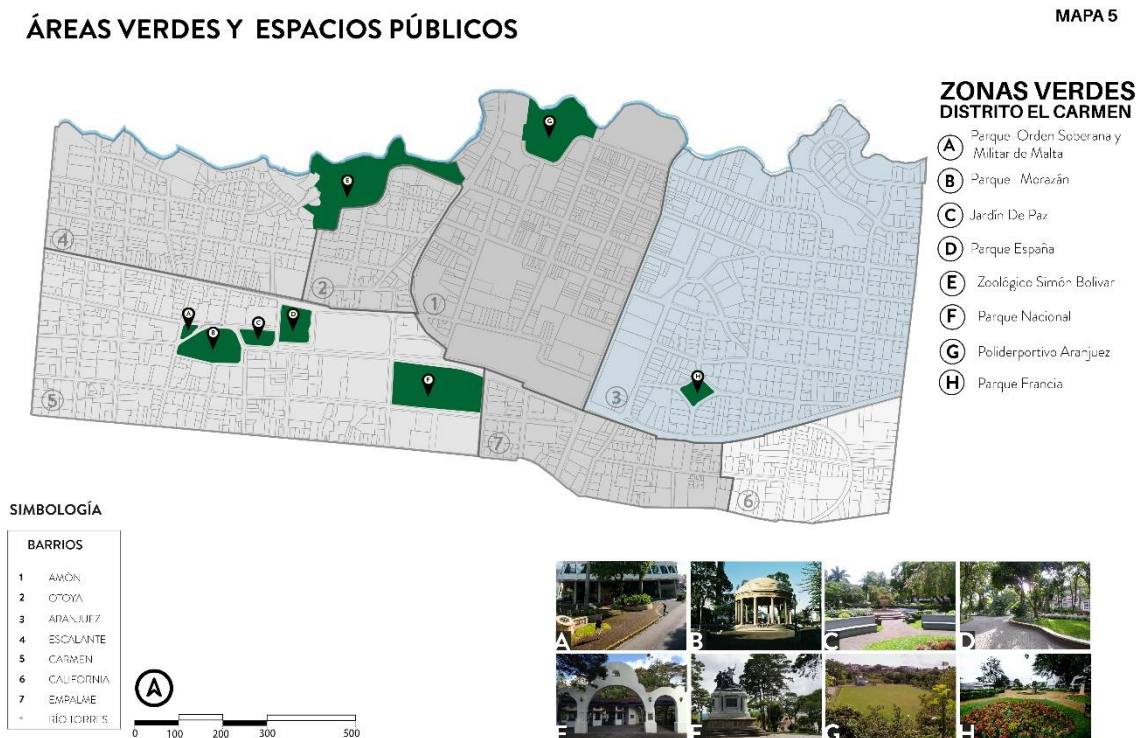 ÁREAS VERDES Y ESPACIOS PÚBLICOS
MAPA 5
ZONAS VERDES
DISTRITO EL CARMEN
A Parque Orden Soberana y
Militar de Malta
B Parque Morazán
C Jardín De Paz
D Parque España
E Zoológico Simón Bolivar
F Parque Nacional
G Poliderportivo Aranjuez
H Parque Francia
G
E
4
2
1
A
B
C
D
H
F
3
5
7
6
SIMBOLOGÍA
BARRIOS
1 AMÓN
2 OTOYA
3 ARANJUEZ
4 ESCALANTE
5 CARMEN
6 CALIFORNIA
7 EMPALME
RÍO TORRES
0 100 200 300 500
A B C D
E F G H